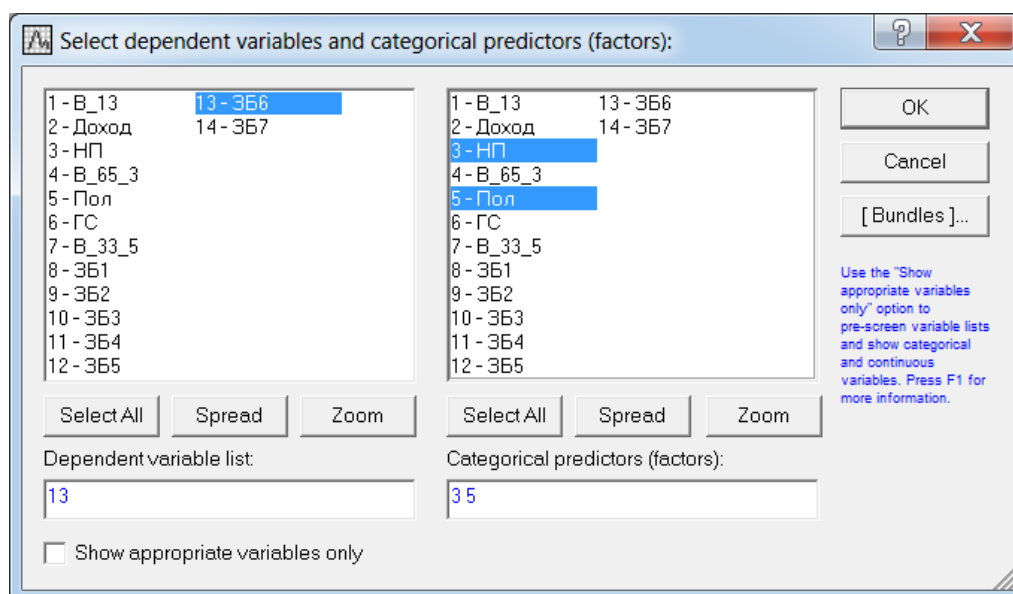 Select dependent variables and categorical predictors (factors):
1 - В_13 13 - ЗБ6
2 - Доход 14 - ЗБ7
3 - НП
4 - В_65_3
5 - Пол
6 - ГС
7 - В_33_5
8 - ЗБ1
9 - ЗБ2
10 - ЗБ3
11 - ЗБ4
12 - ЗБ5
Select All Spread Zoom
Dependent variable list:
13
Show appropriate variables only
1 - В_13 13 - ЗБ6
2 - Доход 14 - ЗБ7
3 - НП
4 - В_65_3
5 - Пол
6 - ГС
7 - В_33_5
8 - ЗБ1
9 - ЗБ2
10 - ЗБ3
11 - ЗБ4
12 - ЗБ5
Select All Spread Zoom
Categorical predictors (factors):
3 5
OK
Cancel
[ Bundles ]...
Use the "Show
appropriate variables
only" option to
pre-screen variable lists
and show categorical
and continuous
variables. Press F1 for
more information.